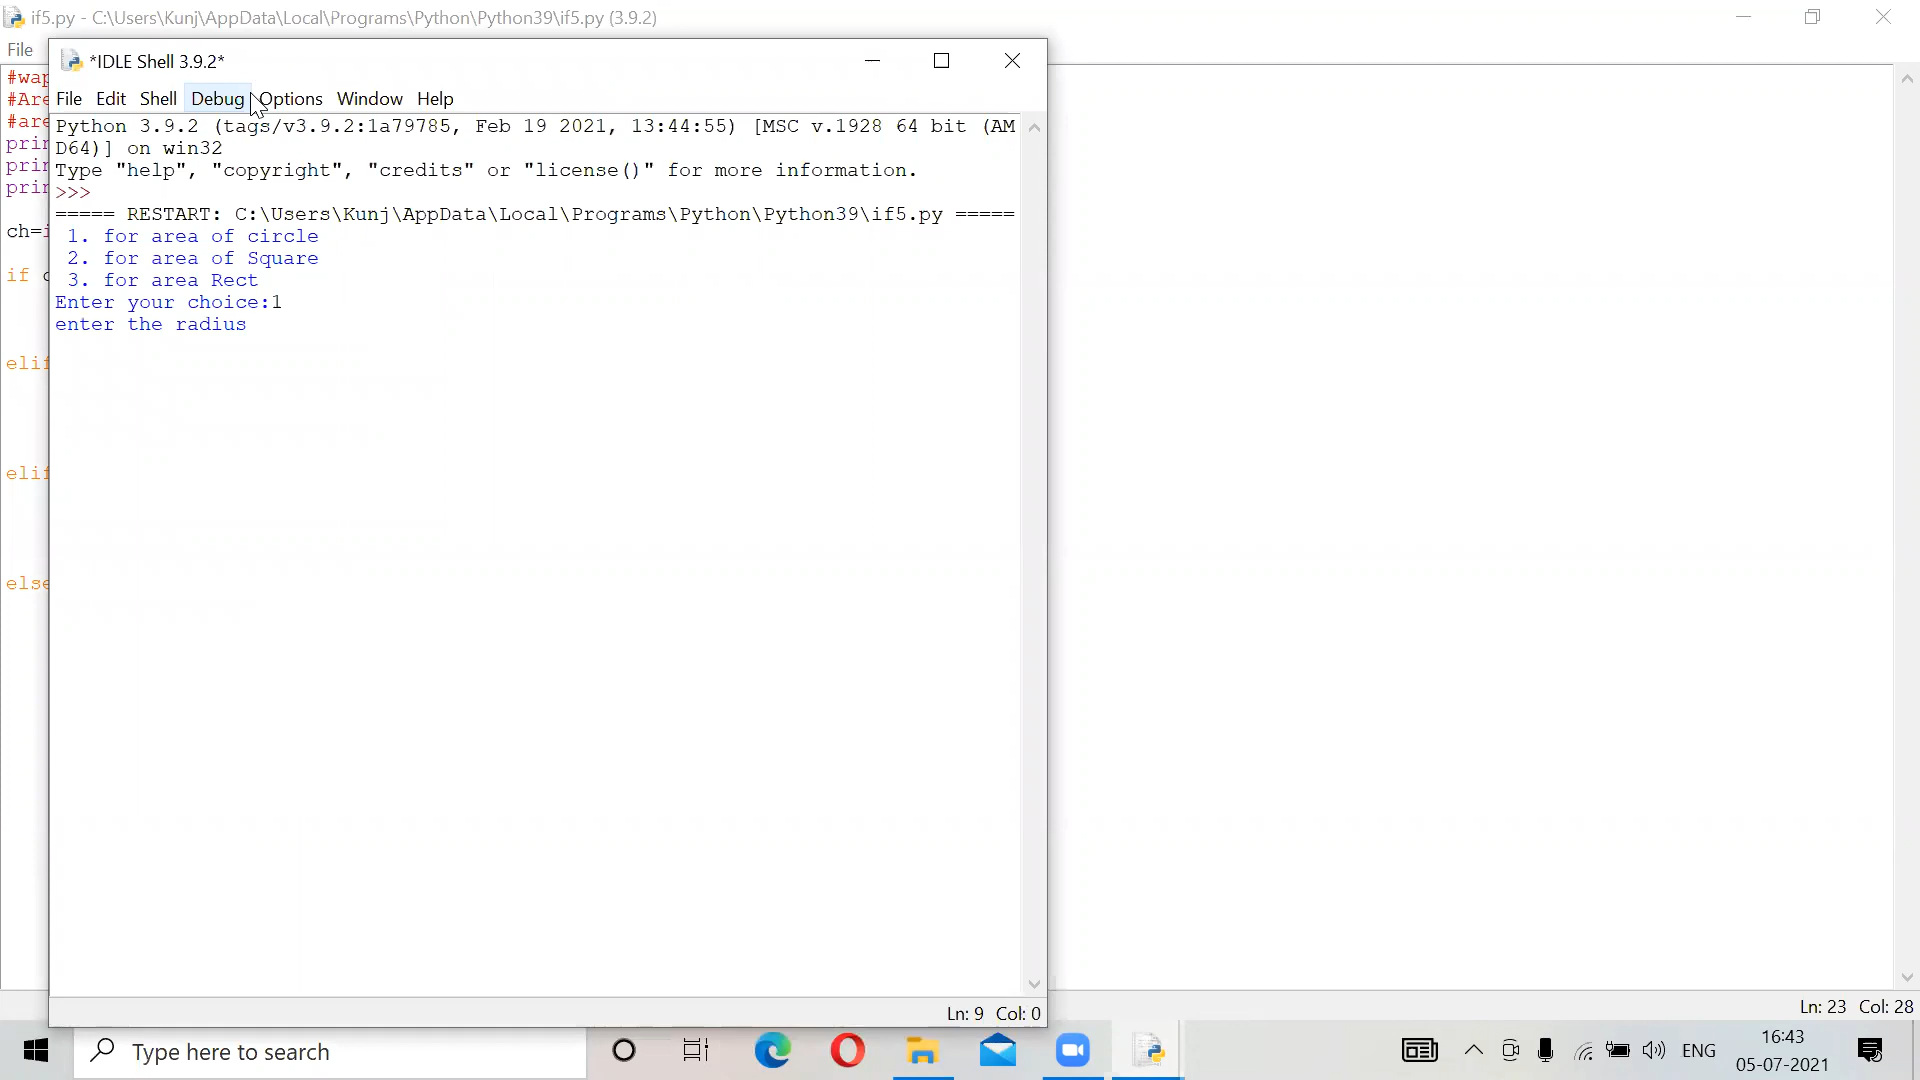 if5.py - C:\Users\Kunj\AppData\Local\Programs\Python\Python39\if5.py (3.9.2)
File
*IDLE Shell 3.9.2*
File Edit Shell Debug Options Window Help
#wap
#Are
#are
prin
prin
prin
ch=i
if c
elif
elif
else
Python 3.9.2 (tags/v3.9.2:1a79785, Feb 19 2021, 13:44:55) [MSC v.1928 64 bit (AM
D64)] on win32
Type "help", "copyright", "credits" or "license()" for more information.
>>>
===== RESTART: C:\Users\Kunj\AppData\Local\Programs\Python\Python39\if5.py =====
1. for area of circle
2. for area of Square
3. for area Rect
Enter your choice:1
enter the radius
Ln: 9 Col: 0
Ln: 23 Col: 28
Type here to search
ENG
16:43
05-07-2021